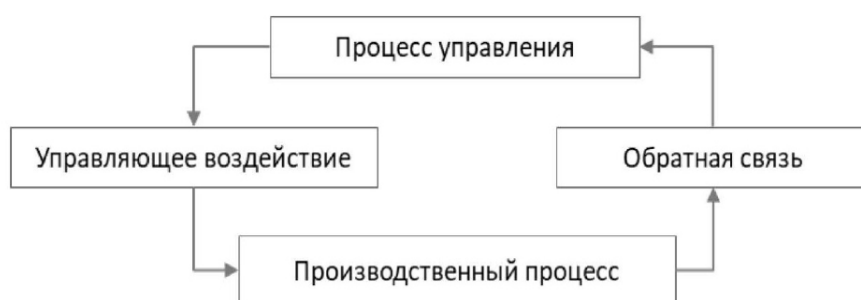 Процесс управления
Управляющее воздействие
Обратная связь
Производственный процесс